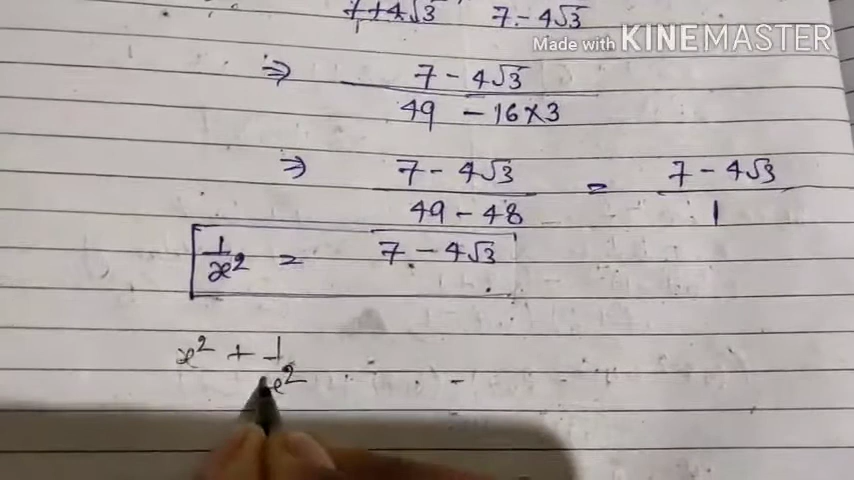 7+4√3 7-4√3
Made with KINEMASTER
⇒ 7 - 4√3
49 - 16×3
⇒ 7 - 4√3 = 7 - 4√3
49 - 48 1
1/x² = 7 - 4√3
x² + 1/x²